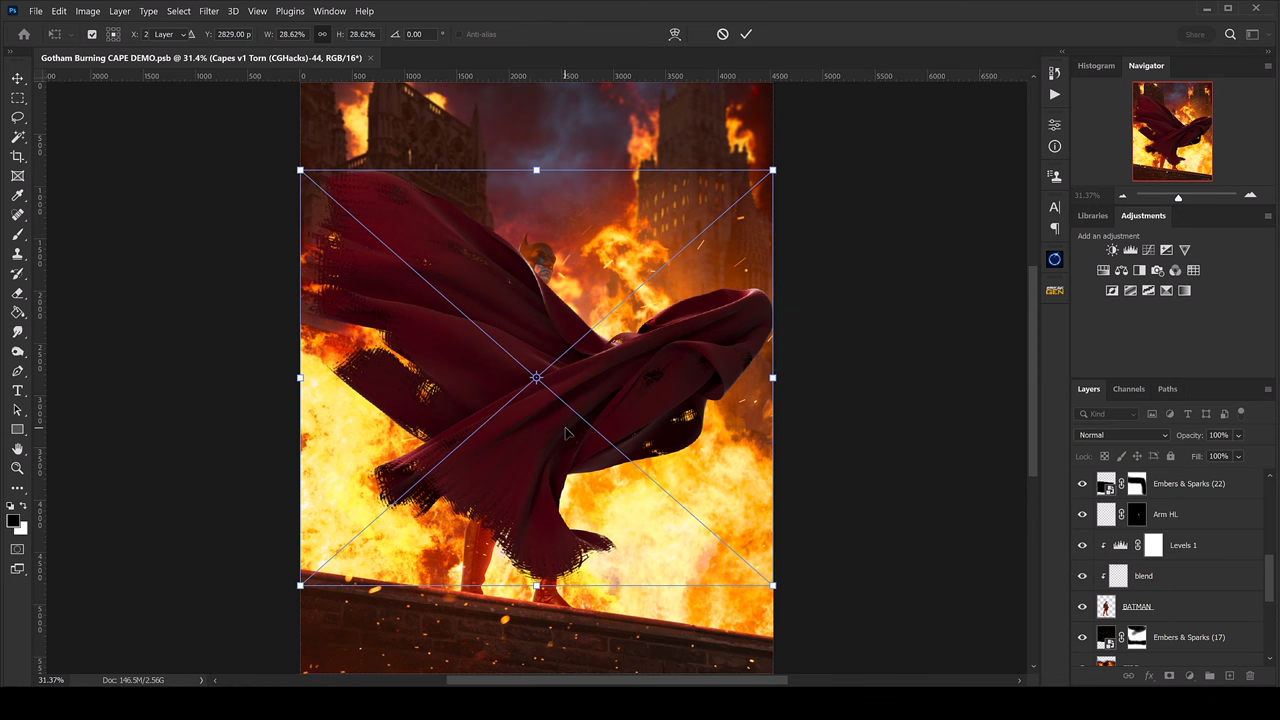 Ps File Edit Image Layer Type Select Filter 3D View Plugins Window Help
X: 2 Layer Y: 2829.00 p W: 28.62% H: 28.62% 0.00 ° Anti-alias Share
Gotham Burning CAPE DEMO.psb @ 31.4% (Capes v1 Torn (CGHacks)-44, RGB/16*) ×
2000 1500 1000 500 0 500 1000 1500 2000 2500 3000 3500 4000 4500 5000 5500 6000 6500
Histogram Navigator
31.37%
Libraries Adjustments
Add an adjustment
GEN
Layers Channels Paths
Kind
Normal Opacity: 100%
Lock: Fill: 100%
Embers & Sparks (22)
Arm HL
Levels 1
blend
BATMAN
Embers & Sparks (17)
31.37% Doc: 146.5M/2.56G